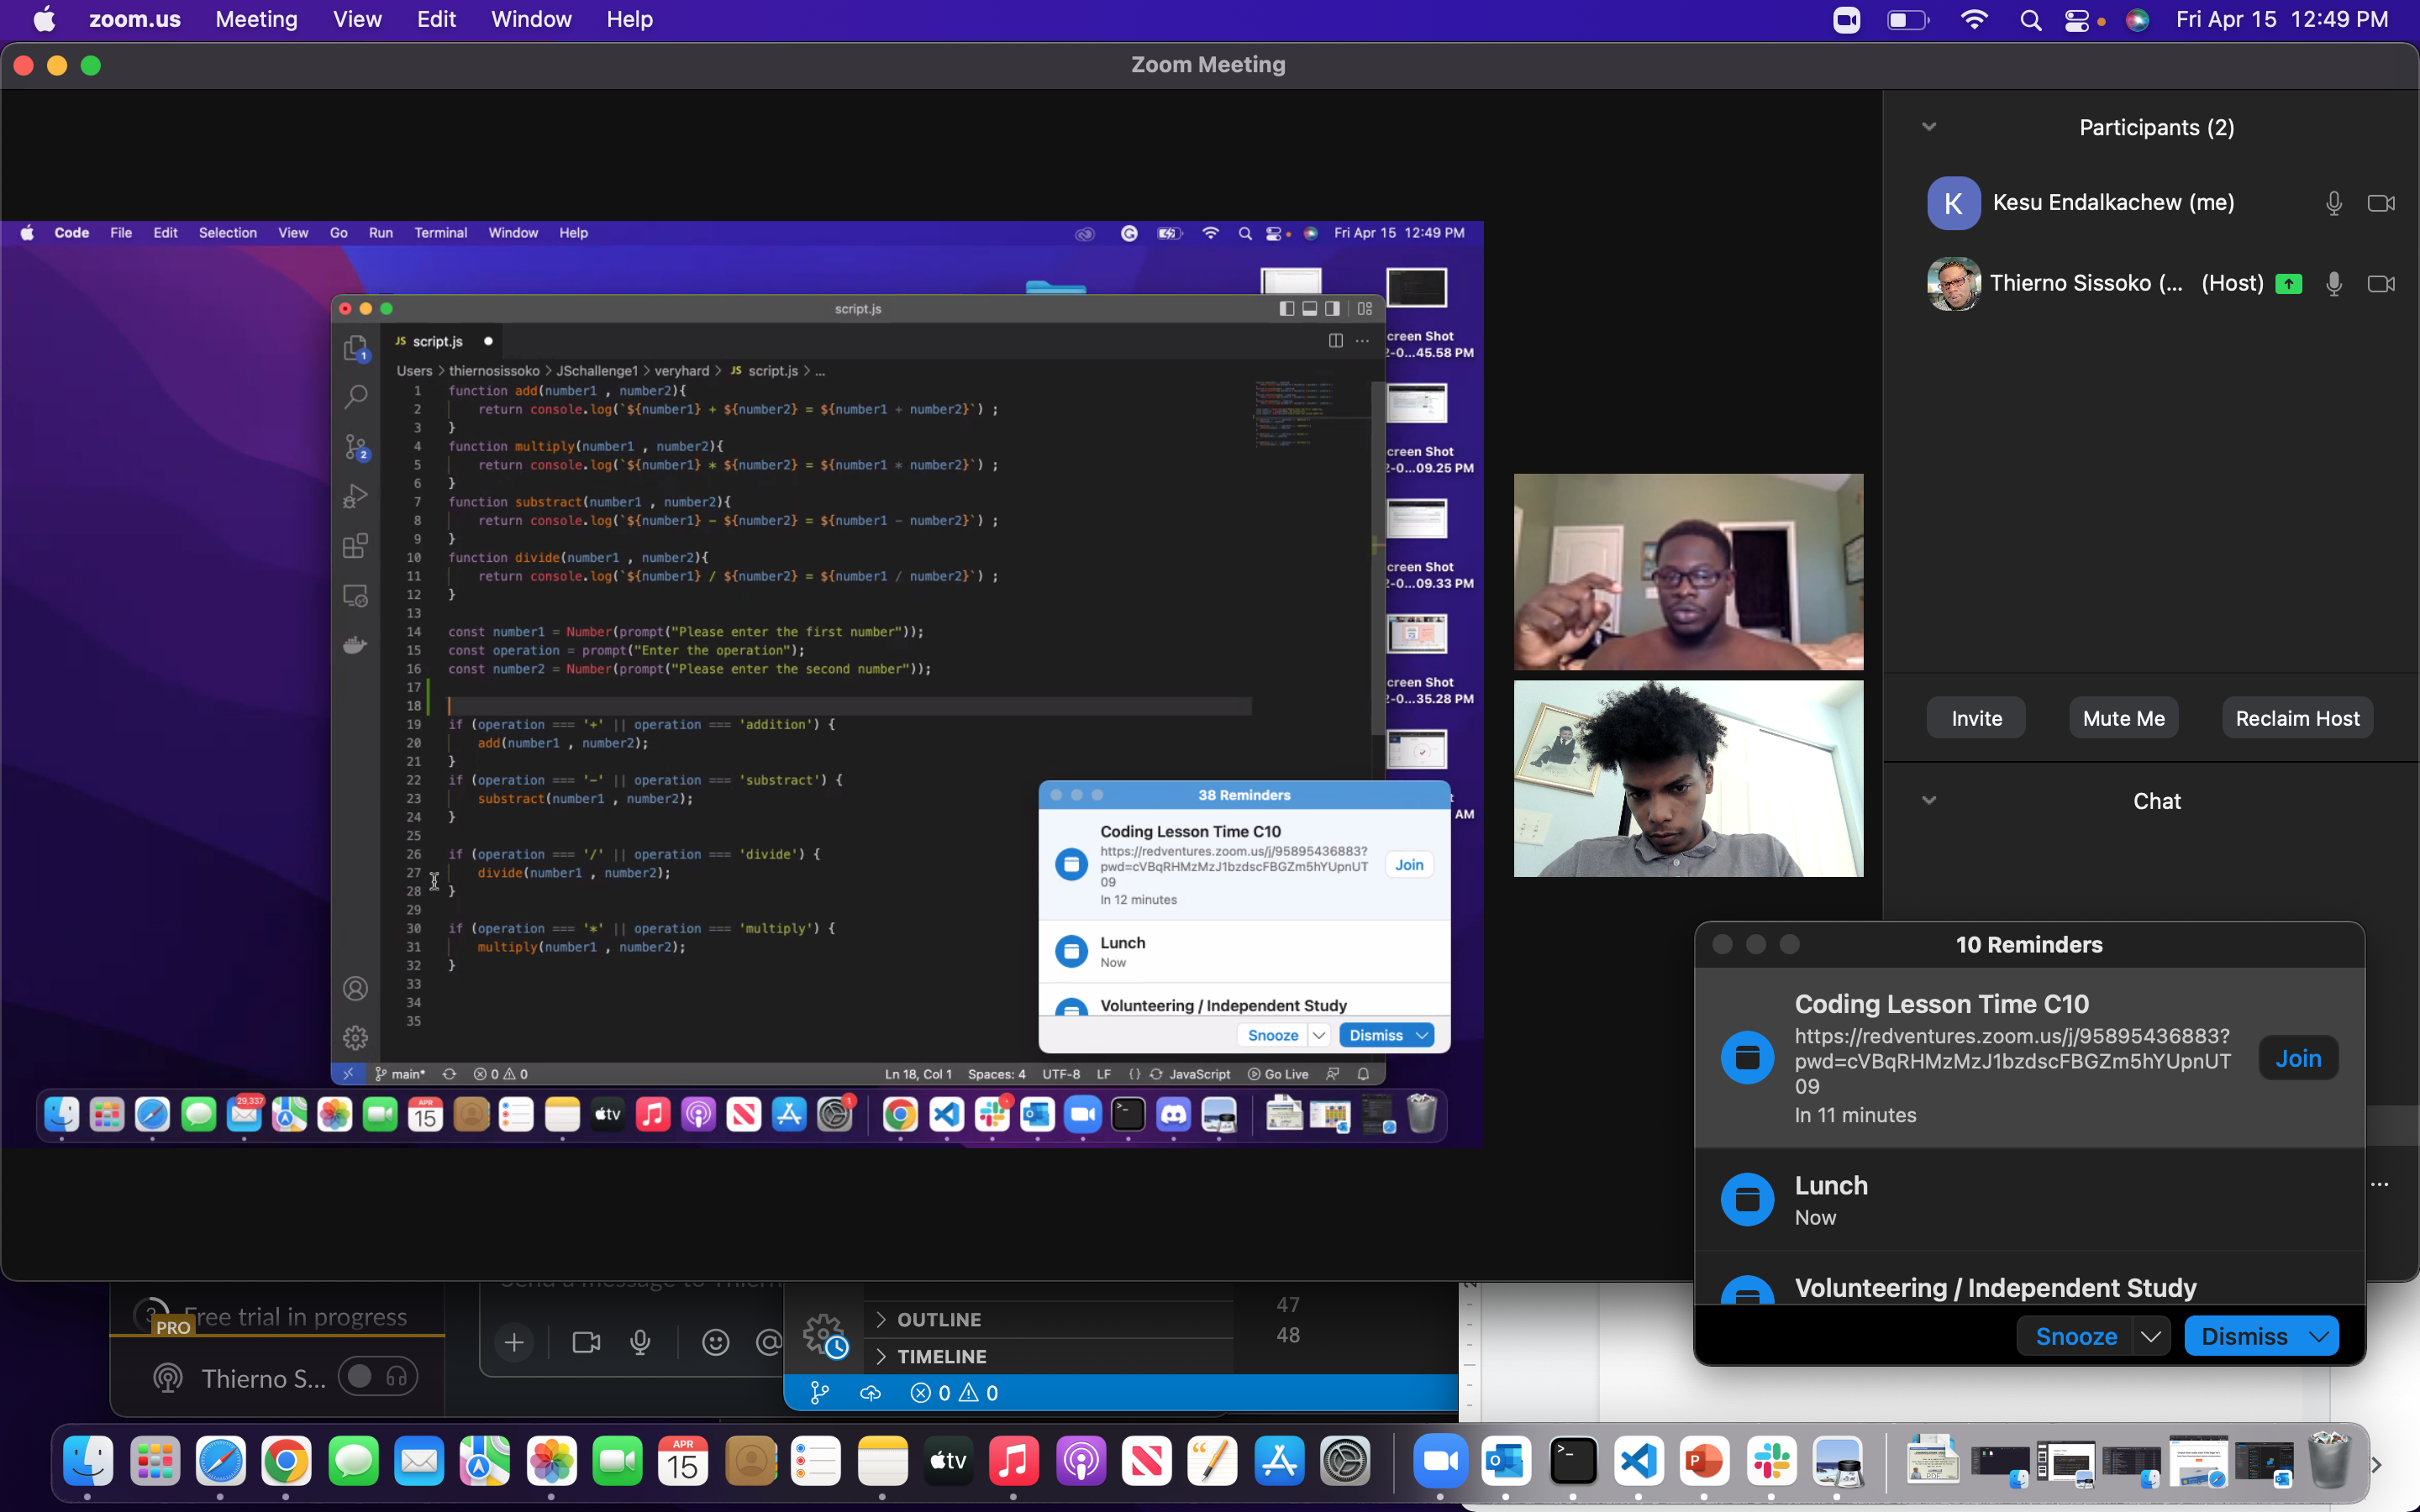 zoom.us Meeting View Edit Window Help
Fri Apr 15 12:49 PM
Zoom Meeting
Code File Edit Selection View Go Run Terminal Window Help
Fri Apr 15 12:49 PM
script.js
JS script.js
Users > thiernosissoko > JSchallenge1 > veryhard > JS script.js > ...
1 function add(number1 , number2){
2 return console.log(`${number1} + ${number2} = ${number1 + number2}`) ;
3 }
4 function multiply(number1 , number2){
5 return console.log(`${number1} * ${number2} = ${number1 * number2}`) ;
6 }
7 function substract(number1 , number2){
8 return console.log(`${number1} - ${number2} = ${number1 - number2}`) ;
9 }
10 function divide(number1 , number2){
11 return console.log(`${number1} / ${number2} = ${number1 / number2}`) ;
12 }
13
14 const number1 = Number(prompt("Please enter the first number"));
15 const operation = prompt("Enter the operation");
16 const number2 = Number(prompt("Please enter the second number"));
17
18
19 if (operation === '+' || operation === 'addition') {
20 add(number1 , number2);
21 }
22 if (operation === '-' || operation === 'substract') {
23 substract(number1 , number2);
24 }
25
26 if (operation === '/' || operation === 'divide') {
27 divide(number1 , number2);
28 }
29
30 if (operation === '*' || operation === 'multiply') {
31 multiply(number1 , number2);
32 }
33
34
35
main* 0 0
Ln 18, Col 1 Spaces: 4 UTF-8 LF {} JavaScript Go Live
creen Shot
2-0...45.58 PM
creen Shot
2-0...09.25 PM
creen Shot
2-0...09.33 PM
creen Shot
2-0...35.28 PM
AM
38 Reminders
Coding Lesson Time C10
https://redventures.zoom.us/j/95895436883?
pwd=cVBqRHMzMzJ1bzdscFBGZm5hYUpnUT
09
In 12 minutes
Join
Lunch
Now
Volunteering / Independent Study
Snooze Dismiss
29,337
APR
15
tv
1
Participants (2)
K Kesu Endalkachew (me)
Thierno Sissoko (... (Host)
Invite Mute Me Reclaim Host
Chat
10 Reminders
Coding Lesson Time C10
https://redventures.zoom.us/j/95895436883?
pwd=cVBqRHMzMzJ1bzdscFBGZm5hYUpnUT
09
In 11 minutes
Join
Lunch
Now
Volunteering / Independent Study
Snooze Dismiss
Free trial in progress
PRO
Thierno S...
OUTLINE
TIMELINE
47
48
0 0
APR
15
tv